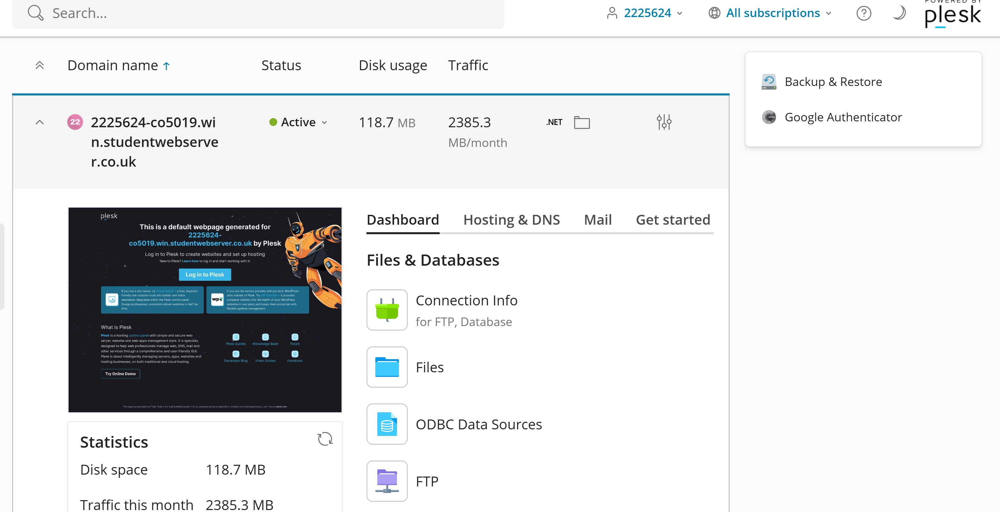 Search...
2225624
All subscriptions
POWERED BY
plesk
Domain name
Status
Disk usage
Traffic
Backup & Restore
Google Authenticator
22
2225624-co5019.wi
n.studentwebserve
r.co.uk
Active
118.7 MB
2385.3
MB/month
.NET
plesk
This is a default webpage generated for
2225624-
co5019.win.studentwebserver.co.uk by Plesk
Log in to Plesk to create websites and set up hosting
New to Plesk? Learn how to log in and start working with it.
Log in to Plesk
If you are a site owner, try Sitejet Builder - a free, beginner-
friendly low code/no-code site builder and editor
seamlessly integrated within the Plesk control panel.
Design professional, conversion-driven websites in half the
time.
wp
If you are the service provider and you host WordPress
sites outside of Plesk. Try WP Guardian - it provides
complete visibility into the health of your WordPress
websites in one place and keeps them protected with
flexible updates management.
What is Plesk
Plesk is a hosting control panel with simple and secure web
server, website and web apps management tools. It is specially
designed to help web professionals manage web, DNS, mail and
other services through a comprehensive and user-friendly GUI.
Plesk is about intelligently managing servers, apps, websites and
hosting businesses, on both traditional and cloud hosting.
Try Online Demo
Plesk Guides
Knowledge Base
Forum
Developer Blog
Video Guides
Facebook
This page was generated by Plesk. Plesk is the leading WebOps platform to run, automate and grow applications, websites and hosting businesses. Learn more at plesk.com
Dashboard
Hosting & DNS
Mail
Get started
Files & Databases
Connection Info
for FTP, Database
Files
ODBC Data Sources
FTP
Statistics
Disk space
118.7 MB
Traffic this month
2385.3 MB